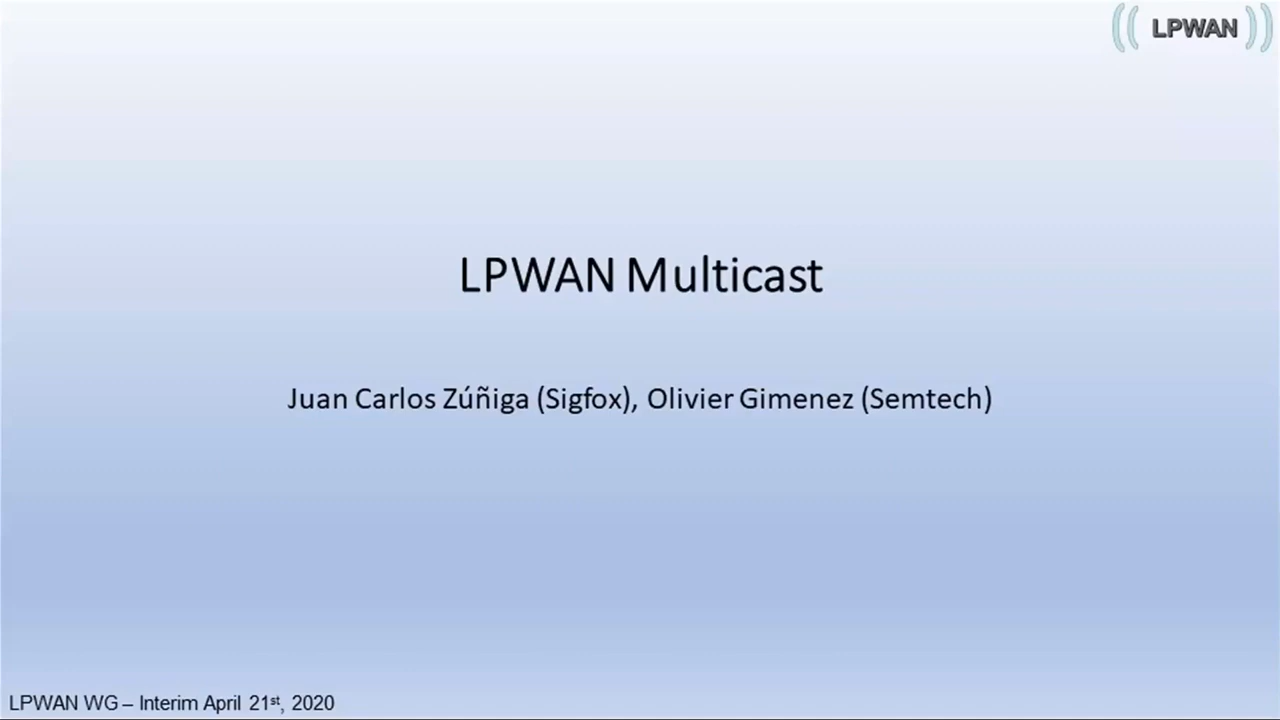 LPWAN
LPWAN Multicast
Juan Carlos Zúñiga (Sigfox), Olivier Gimenez (Semtech)
LPWAN WG – Interim April 21st, 2020